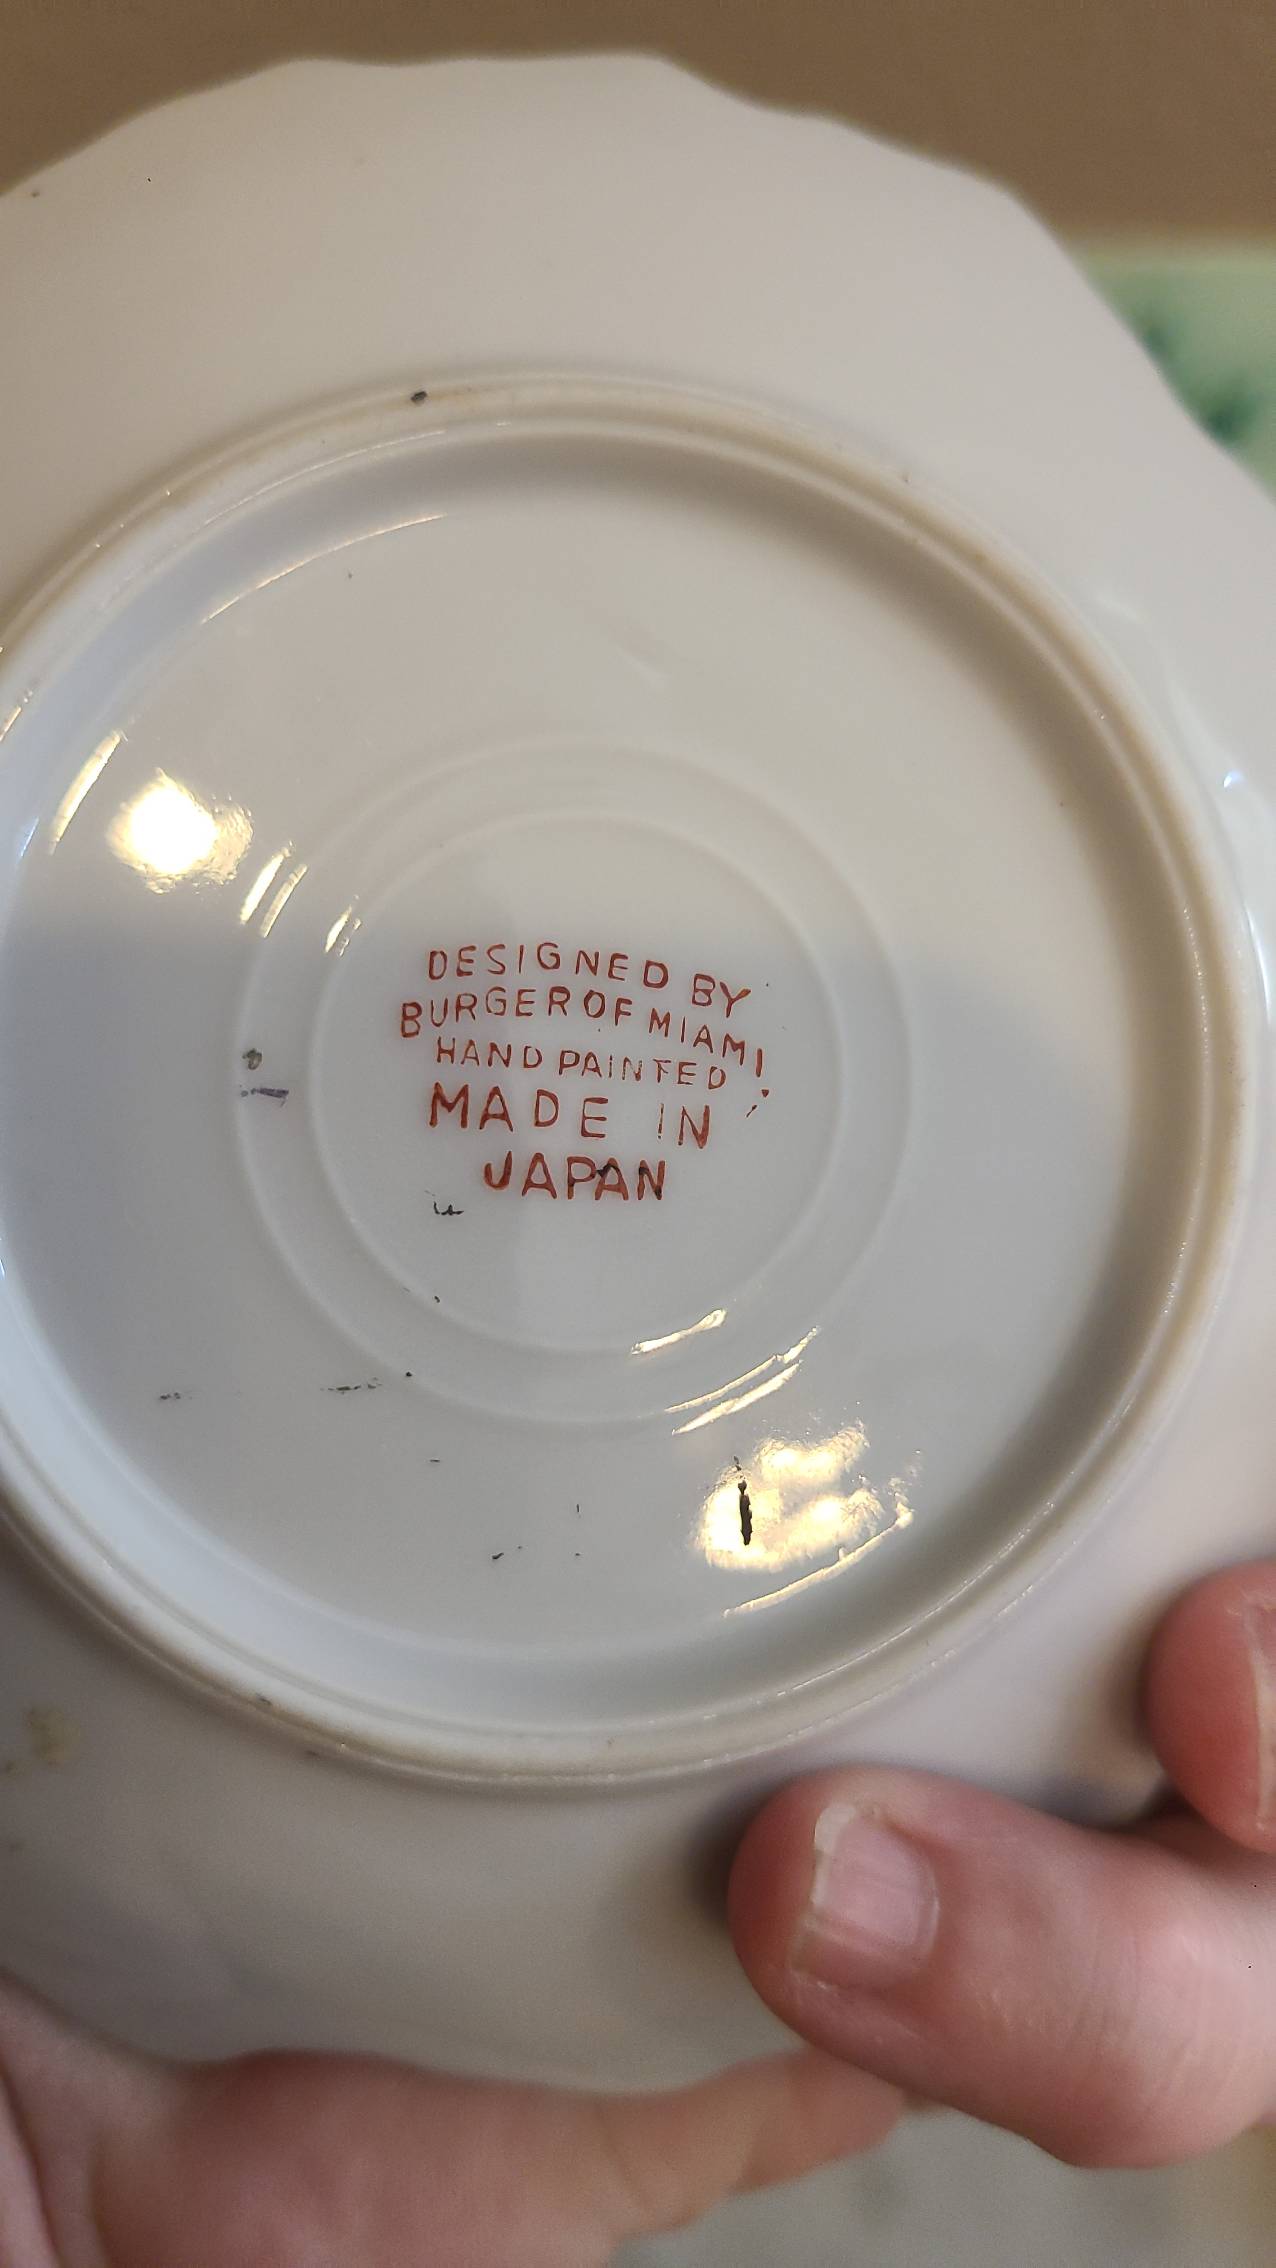 DESIGNED BY
BURGER OF MIAMI
HAND PAINTED
MADE IN
JAPAN